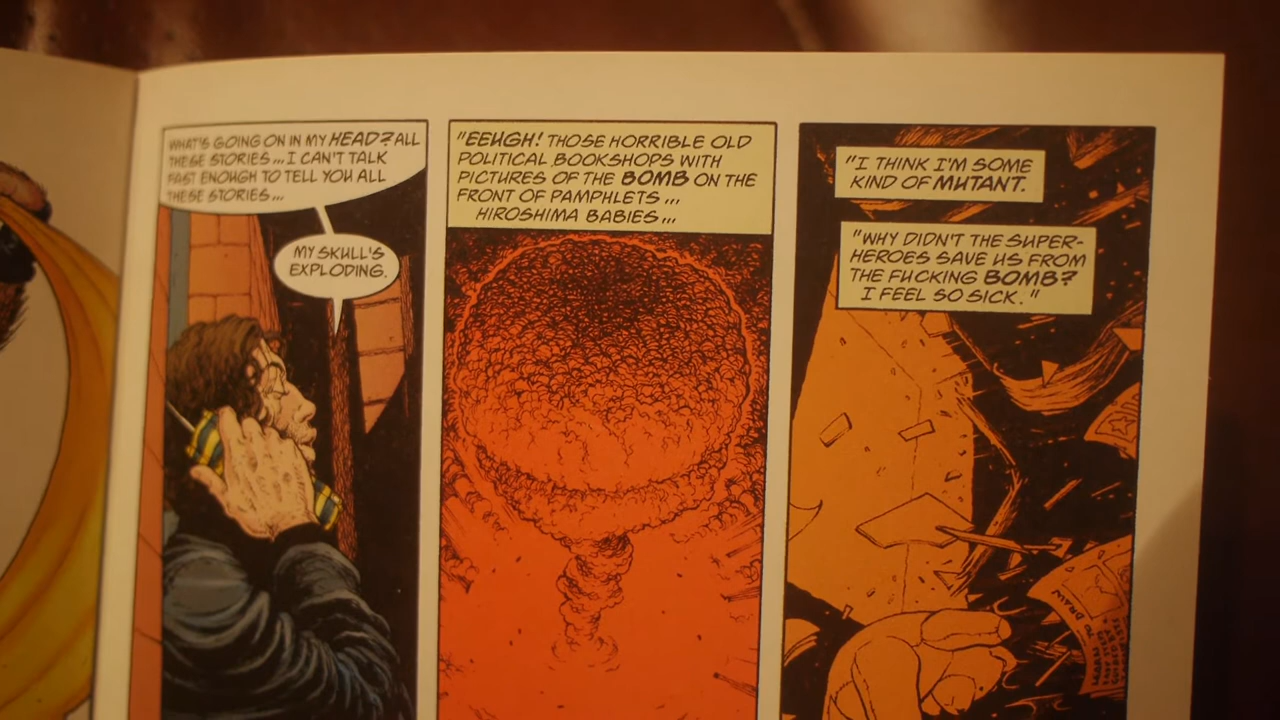 WHAT'S GOING ON IN MY HEAD? ALL
THESE STORIES... I CAN'T TALK
FAST ENOUGH TO TELL YOU ALL
THESE STORIES...
MY SKULL'S
EXPLODING.
"EEUGH! THOSE HORRIBLE OLD
POLITICAL BOOKSHOPS WITH
PICTURES OF THE BOMB ON THE
FRONT OF PAMPHLETS...
HIROSHIMA BABIES...
"I THINK I'M SOME
KIND OF MUTANT.
"WHY DIDN'T THE SUPER-
HEROES SAVE US FROM
THE FUCKING BOMB?
I FEEL SO SICK."
TO DRAW